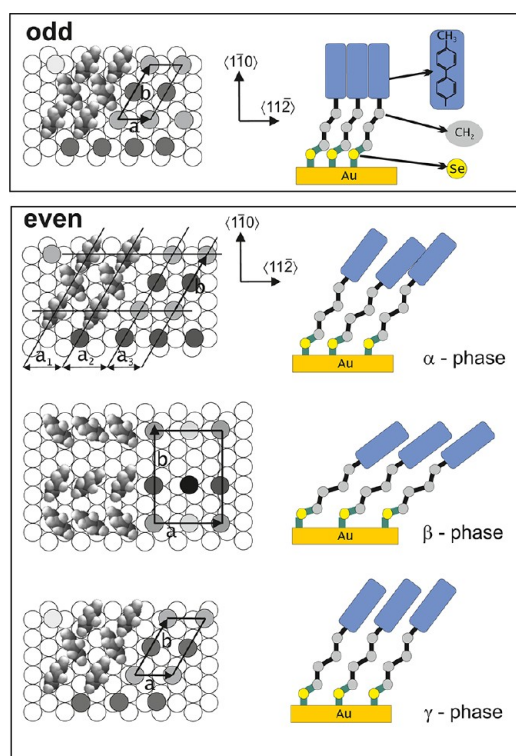 odd
⟨11̄0⟩
⟨112̄⟩
b
a
CH₃
CH₂
Se
Au
even
⟨11̄0⟩
⟨112̄⟩
b
a₁ a₂ a₃
Au
α - phase
b
a
Au
β - phase
b
a
Au
γ - phase